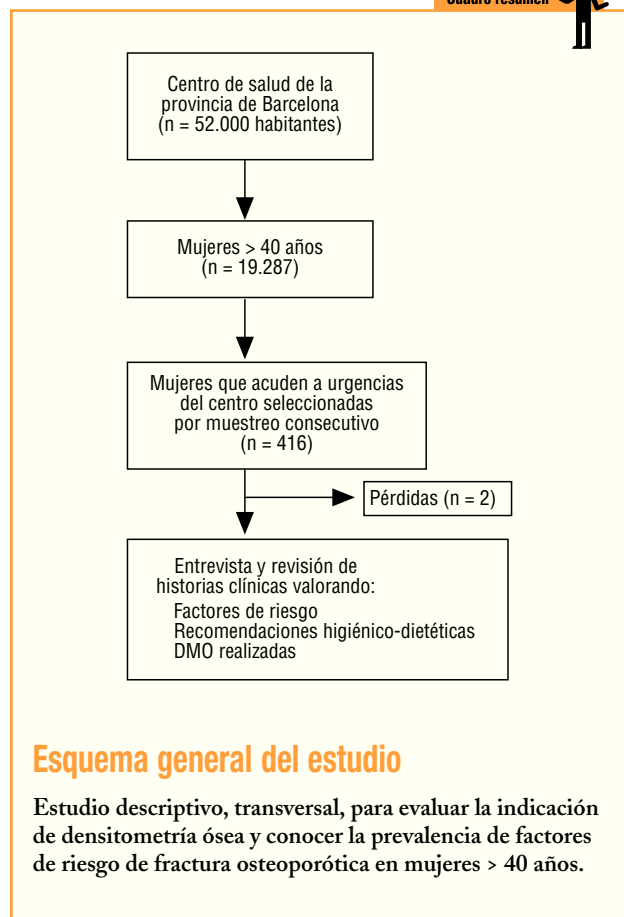 Cuadro resumen
Centro de salud de la
provincia de Barcelona
(n = 52.000 habitantes)
Mujeres > 40 años
(n = 19.287)
Mujeres que acuden a urgencias
del centro seleccionadas
por muestreo consecutivo
(n = 416)
Pérdidas (n = 2)
Entrevista y revisión de
historias clínicas valorando:
Factores de riesgo
Recomendaciones higiénico-dietéticas
DMO realizadas
Esquema general del estudio
Estudio descriptivo, transversal, para evaluar la indicación
de densitometría ósea y conocer la prevalencia de factores
de riesgo de fractura osteoporótica en mujeres > 40 años.